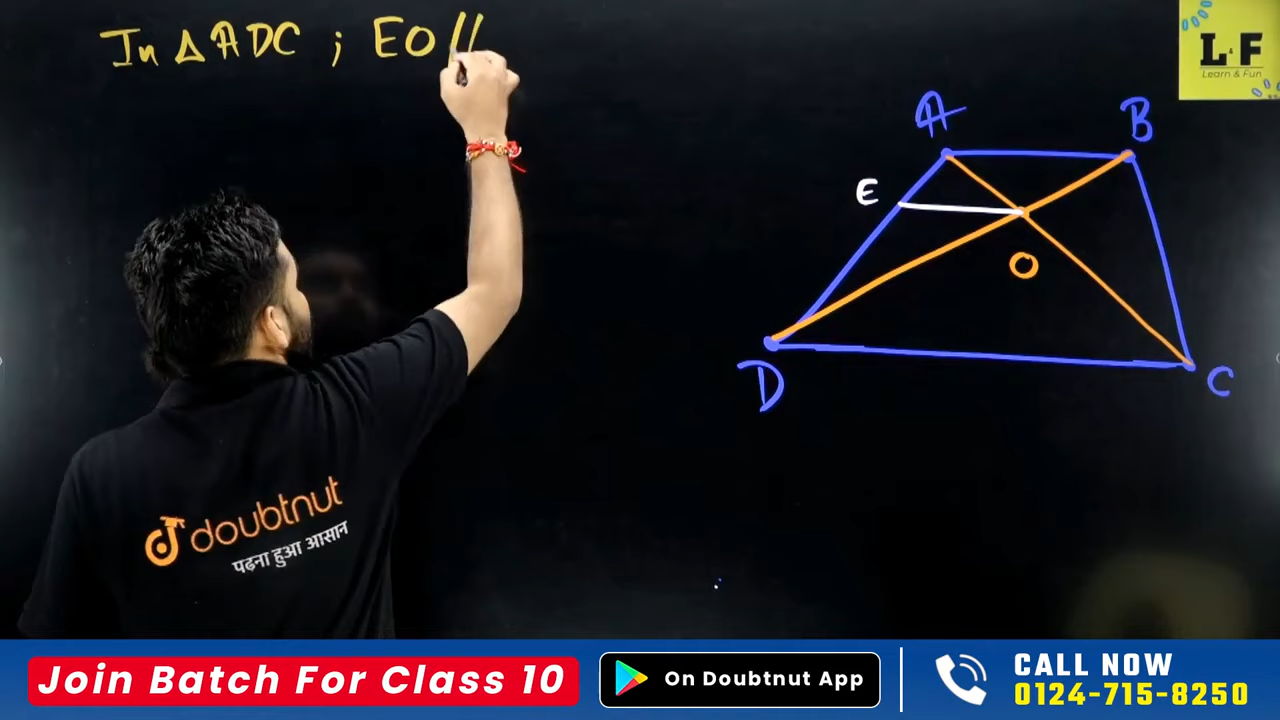 In △ADC ; EO //
L&F
Learn & Fun
A
B
E
O
D
C
doubtnut
पढ़ना हुआ आसान
Join Batch For Class 10
On Doubtnut App
CALL NOW
0124-715-8250